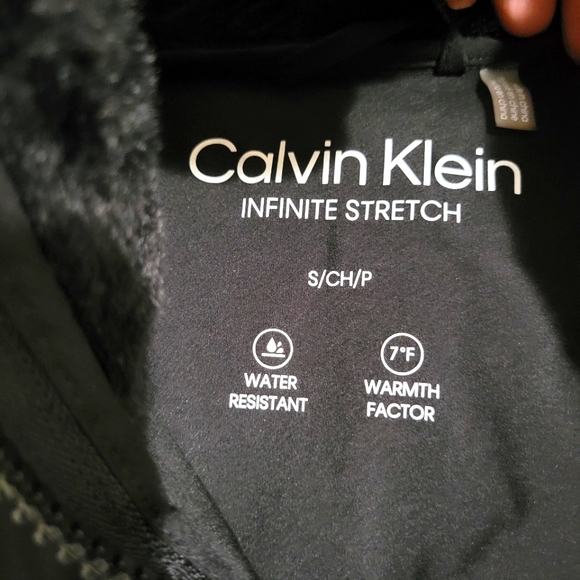 Calvin Klein
INFINITE STRETCH
S/CH/P
7°F
WATER
RESISTANT
WARMTH
FACTOR